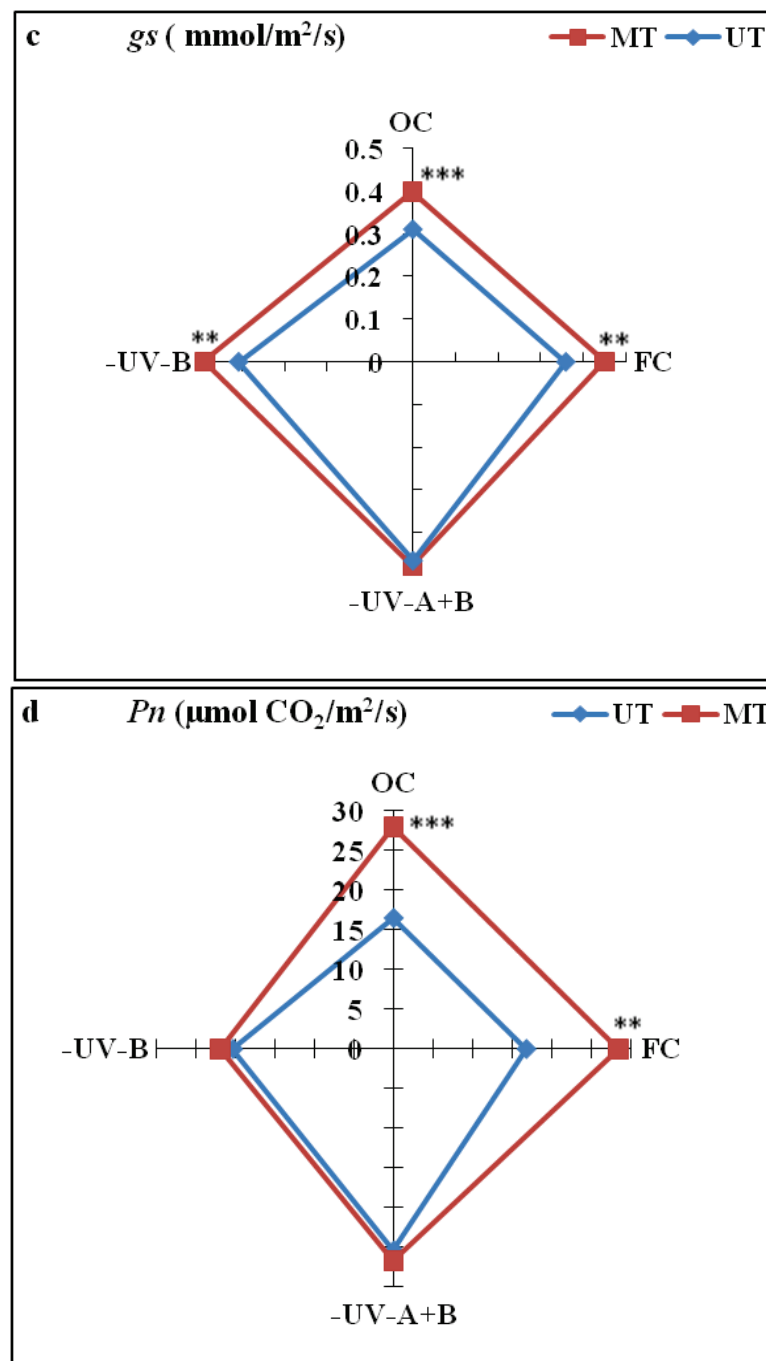 c gs ( mmol/m²/s) MT UT
OC
0.5
***
0.4
0.3
0.2
0.1
** **
-UV-B 0 FC
-UV-A+B
d Pn (µmol CO₂/m²/s) UT MT
OC
30
***
25
20
15
10
5
**
-UV-B 0 FC
-UV-A+B